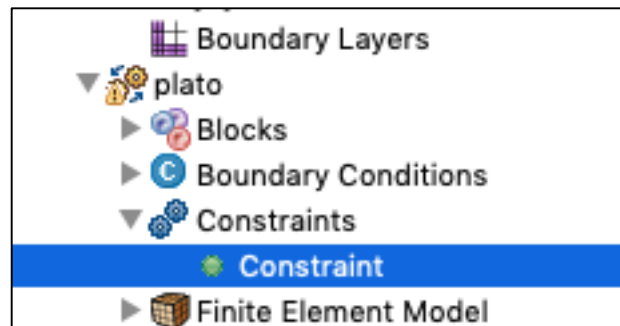 Boundary Layers
plato
Blocks
C Boundary Conditions
Constraints
Constraint
Finite Element Model